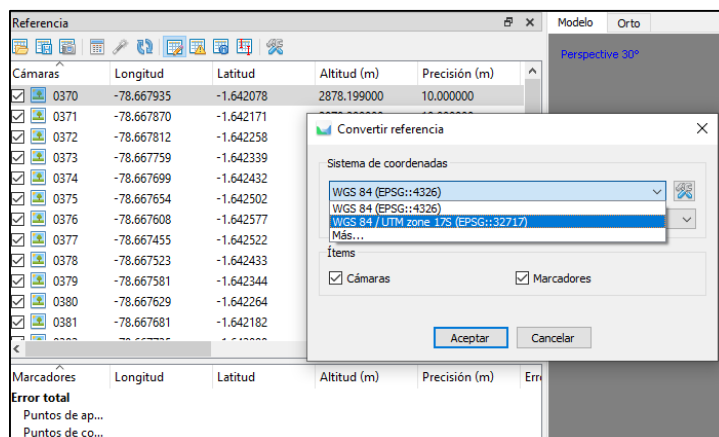 Referencia
Modelo Orto
Perspective 30°
Cámaras Longitud Latitud Altitud (m) Precisión (m)
0370 -78.667935 -1.642078 2878.199000 10.000000
0371 -78.667870 -1.642171
0372 -78.667812 -1.642258
0373 -78.667759 -1.642339
0374 -78.667699 -1.642432
0375 -78.667654 -1.642502
0376 -78.667608 -1.642577
0377 -78.667455 -1.642522
0378 -78.667523 -1.642433
0379 -78.667581 -1.642344
0380 -78.667629 -1.642264
0381 -78.667681 -1.642182
Convertir referencia
Sistema de coordenadas
WGS 84 (EPSG::4326)
WGS 84 (EPSG::4326)
WGS 84 / UTM zone 17S (EPSG::32717)
Más...
Ítems
Cámaras Marcadores
Aceptar Cancelar
Marcadores Longitud Latitud Altitud (m) Precisión (m)
Error total
Puntos de ap...
Puntos de co...